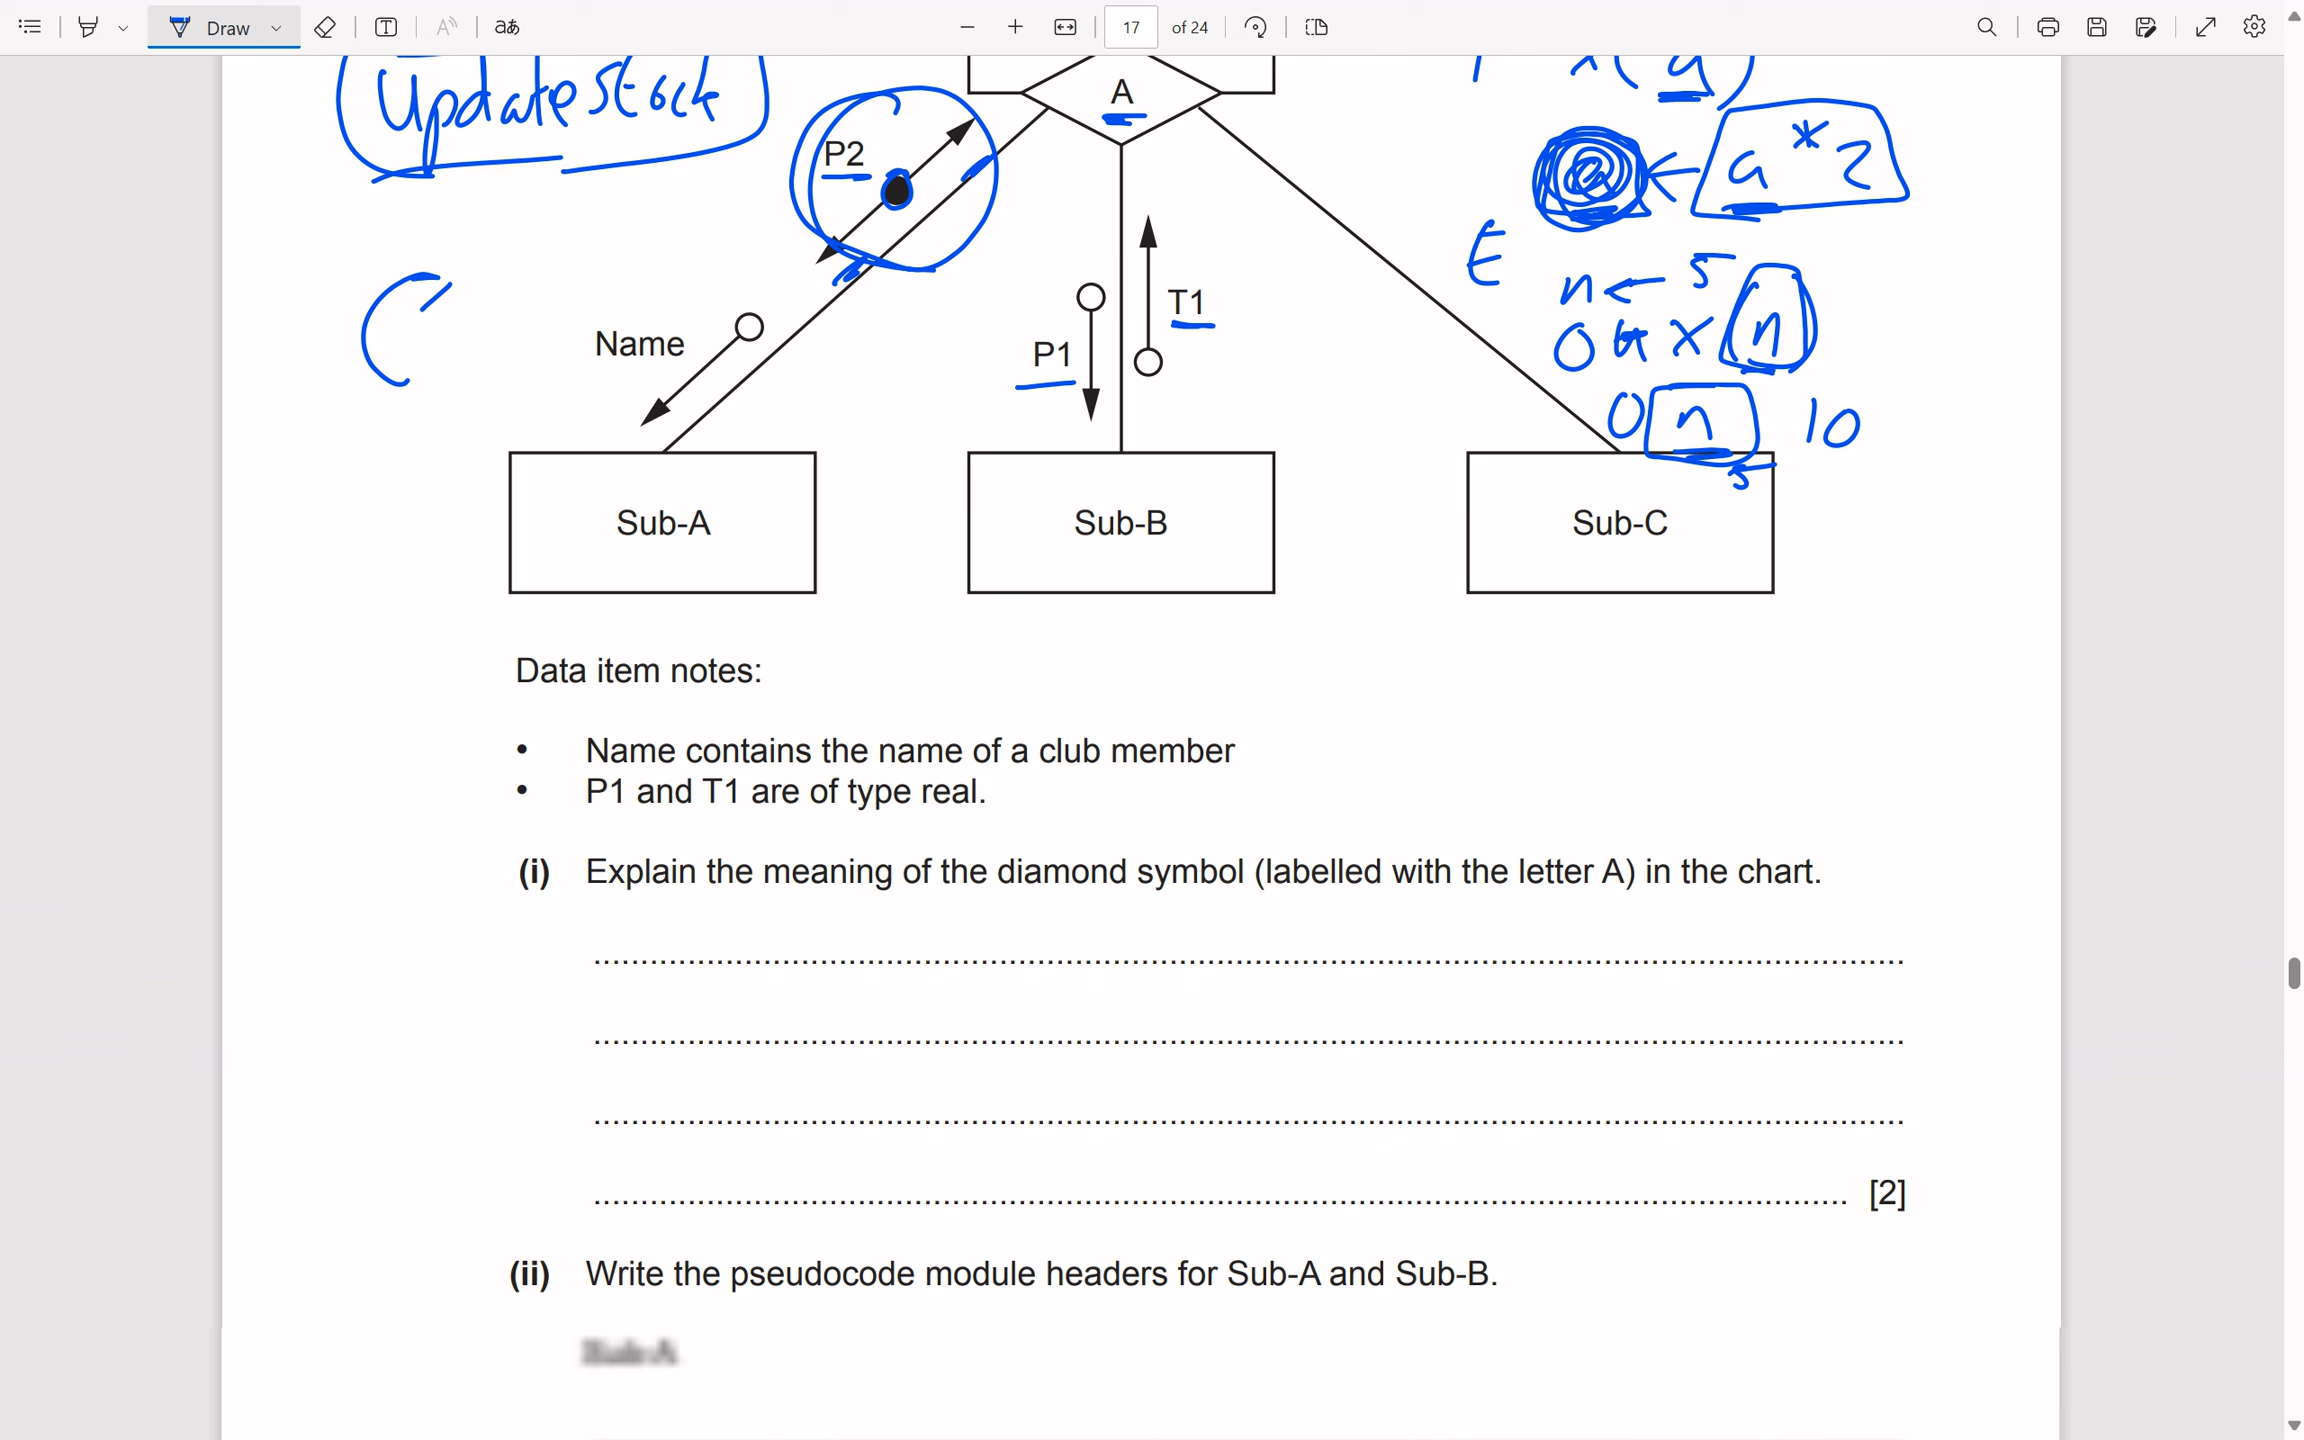 Draw
17 of 24
Update Stock
A
a * 2
P2
n ← 5
T1
Name
P1
n
n 10
5
Sub-A
Sub-B
Sub-C
Data item notes:
• Name contains the name of a club member
• P1 and T1 are of type real.
(i) Explain the meaning of the diamond symbol (labelled with the letter A) in the chart.
[2]
(ii) Write the pseudocode module headers for Sub-A and Sub-B.